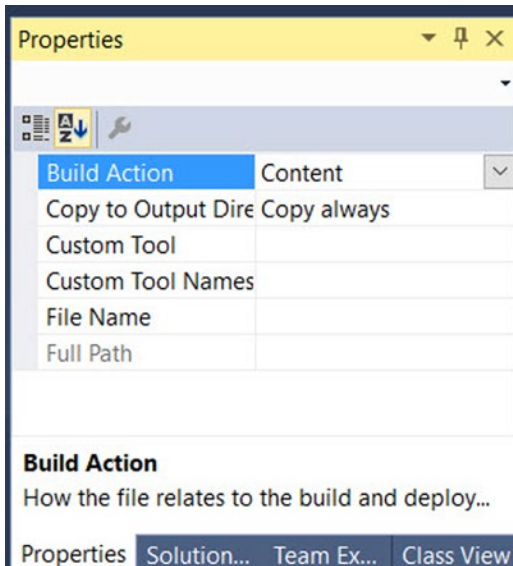 Properties
Build Action Content
Copy to Output Dire Copy always
Custom Tool
Custom Tool Names
File Name
Full Path
Build Action
How the file relates to the build and deploy...
Properties Solution... Team Ex... Class View